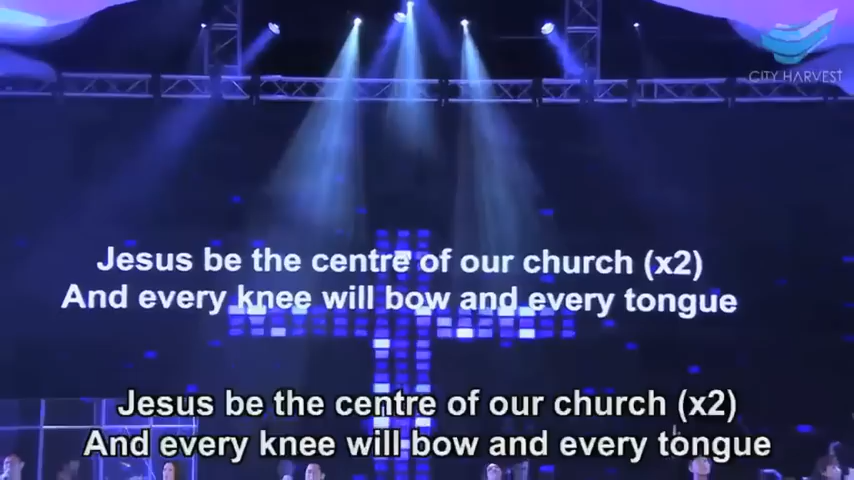 CITY HARVEST
Jesus be the centre of our church (x2)
And every knee will bow and every tongue
Jesus be the centre of our church (x2)
And every knee will bow and every tongue